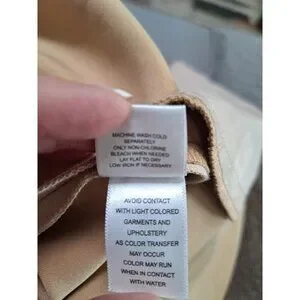 MACHINE WASH COLD
SEPARATELY
ONLY NON-CHLORINE
BLEACH WHEN NEEDED
LAY FLAT TO DRY
LOW IRON IF NECESSARY
AVOID CONTACT
WITH LIGHT COLORED
GARMENTS AND
UPHOLSTERY
AS COLOR TRANSFER
MAY OCCUR
COLOR MAY RUN
WHEN IN CONTACT
WITH WATER